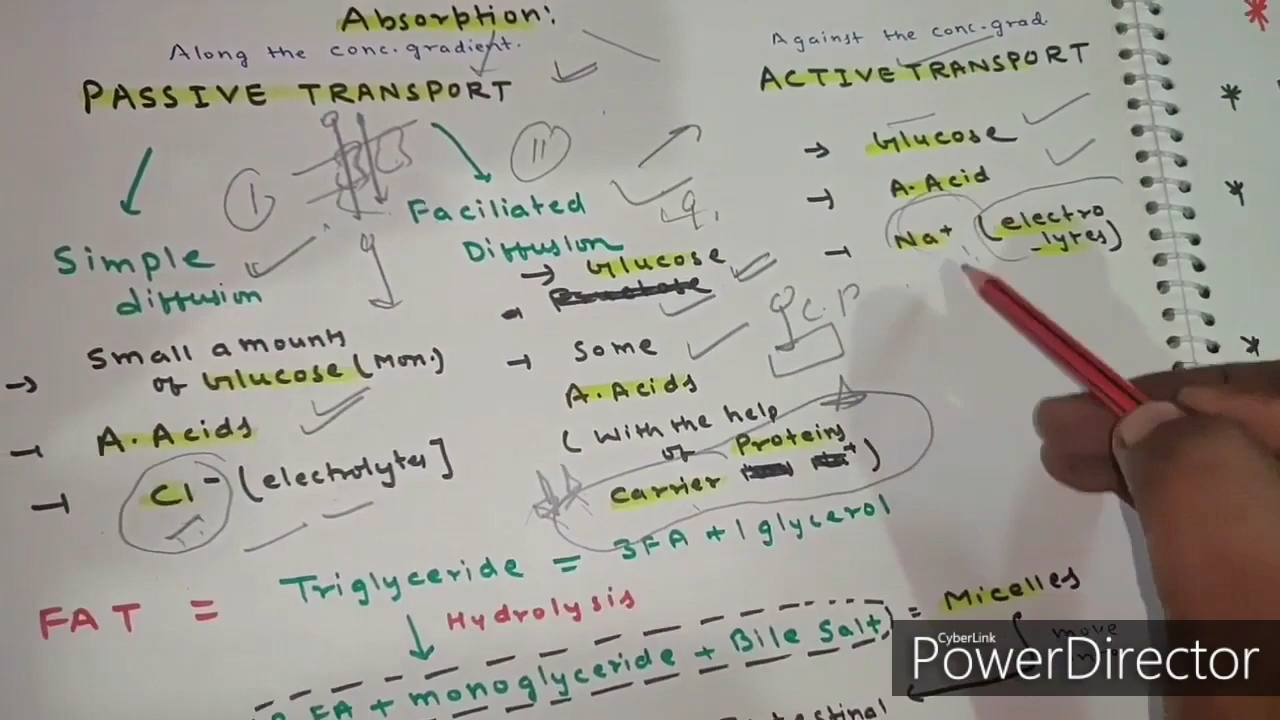 Absorption:
Along the conc. gradient.
PASSIVE TRANSPORT
I
II
Simple
diffusion
→ Small amounts
of Glucose (Mon.)
→ A. Acids
→ Cl⁻ (electrolytes]
Faciliated
Diffusion
→ Glucose
→ Some
A. Acids
( With the help
of Proteins
Carrier )
C.P
Against the conc. grad.
ACTIVE TRANSPORT
→ Glucose
→ A. Acid
→ Na⁺ (electro
-lytes)
FAT = Triglyceride = 3FA + 1 glycerol
↓ Hydrolysis
FA + monoglyceride + Bile Salt) = Micelles
move
CyberLink
PowerDirector